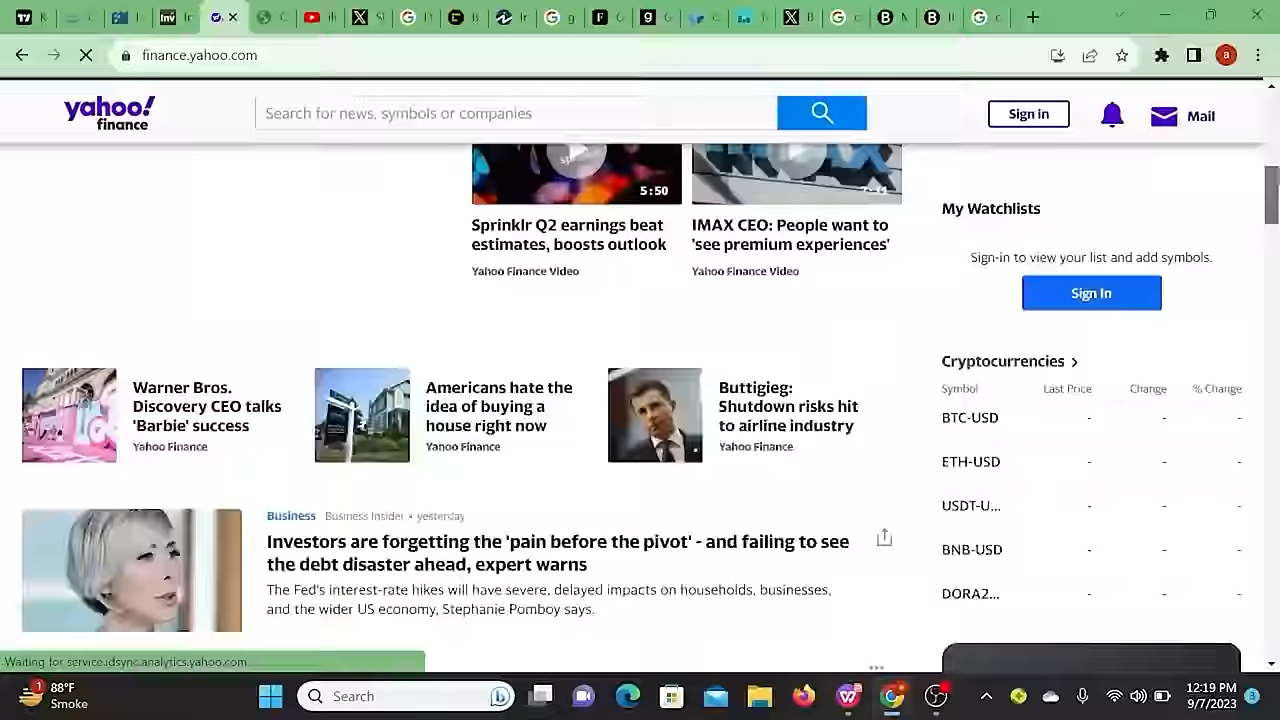 finance.yahoo.com
yahoo!
finance
Search for news, symbols or companies
Sign in
Mail
5:50
Sprinklr Q2 earnings beat
estimates, boosts outlook
Yahoo Finance Video
IMAX CEO: People want to
'see premium experiences'
Yahoo Finance Video
My Watchlists
Sign-in to view your list and add symbols.
Sign In
Warner Bros.
Discovery CEO talks
'Barbie' success
Yahoo Finance
Americans hate the
idea of buying a
house right now
Yahoo Finance
Buttigieg:
Shutdown risks hit
to airline industry
Yahoo Finance
Cryptocurrencies >
Symbol Last Price Change % Change
BTC-USD - - -
ETH-USD - - -
USDT-U... - - -
BNB-USD - - -
DORA2... - - -
Business Business Insider • yesterday
Investors are forgetting the 'pain before the pivot' - and failing to see
the debt disaster ahead, expert warns
The Fed's interest-rate hikes will have severe, delayed impacts on households, businesses,
and the wider US economy, Stephanie Pomboy says.
Waiting for service.idsync.analytics.yahoo.com
1
88°F
Smoke
Search
12:19 PM
9/7/2023
3